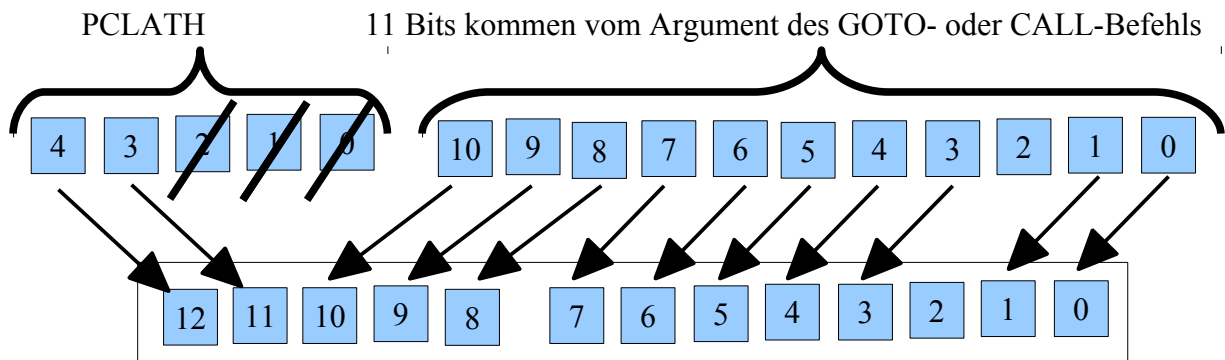 PCLATH 11 Bits kommen vom Argument des GOTO- oder CALL-Befehls
4 3 2 1 0 10 9 8 7 6 5 4 3 2 1 0
12 11 10 9 8 7 6 5 4 3 2 1 0